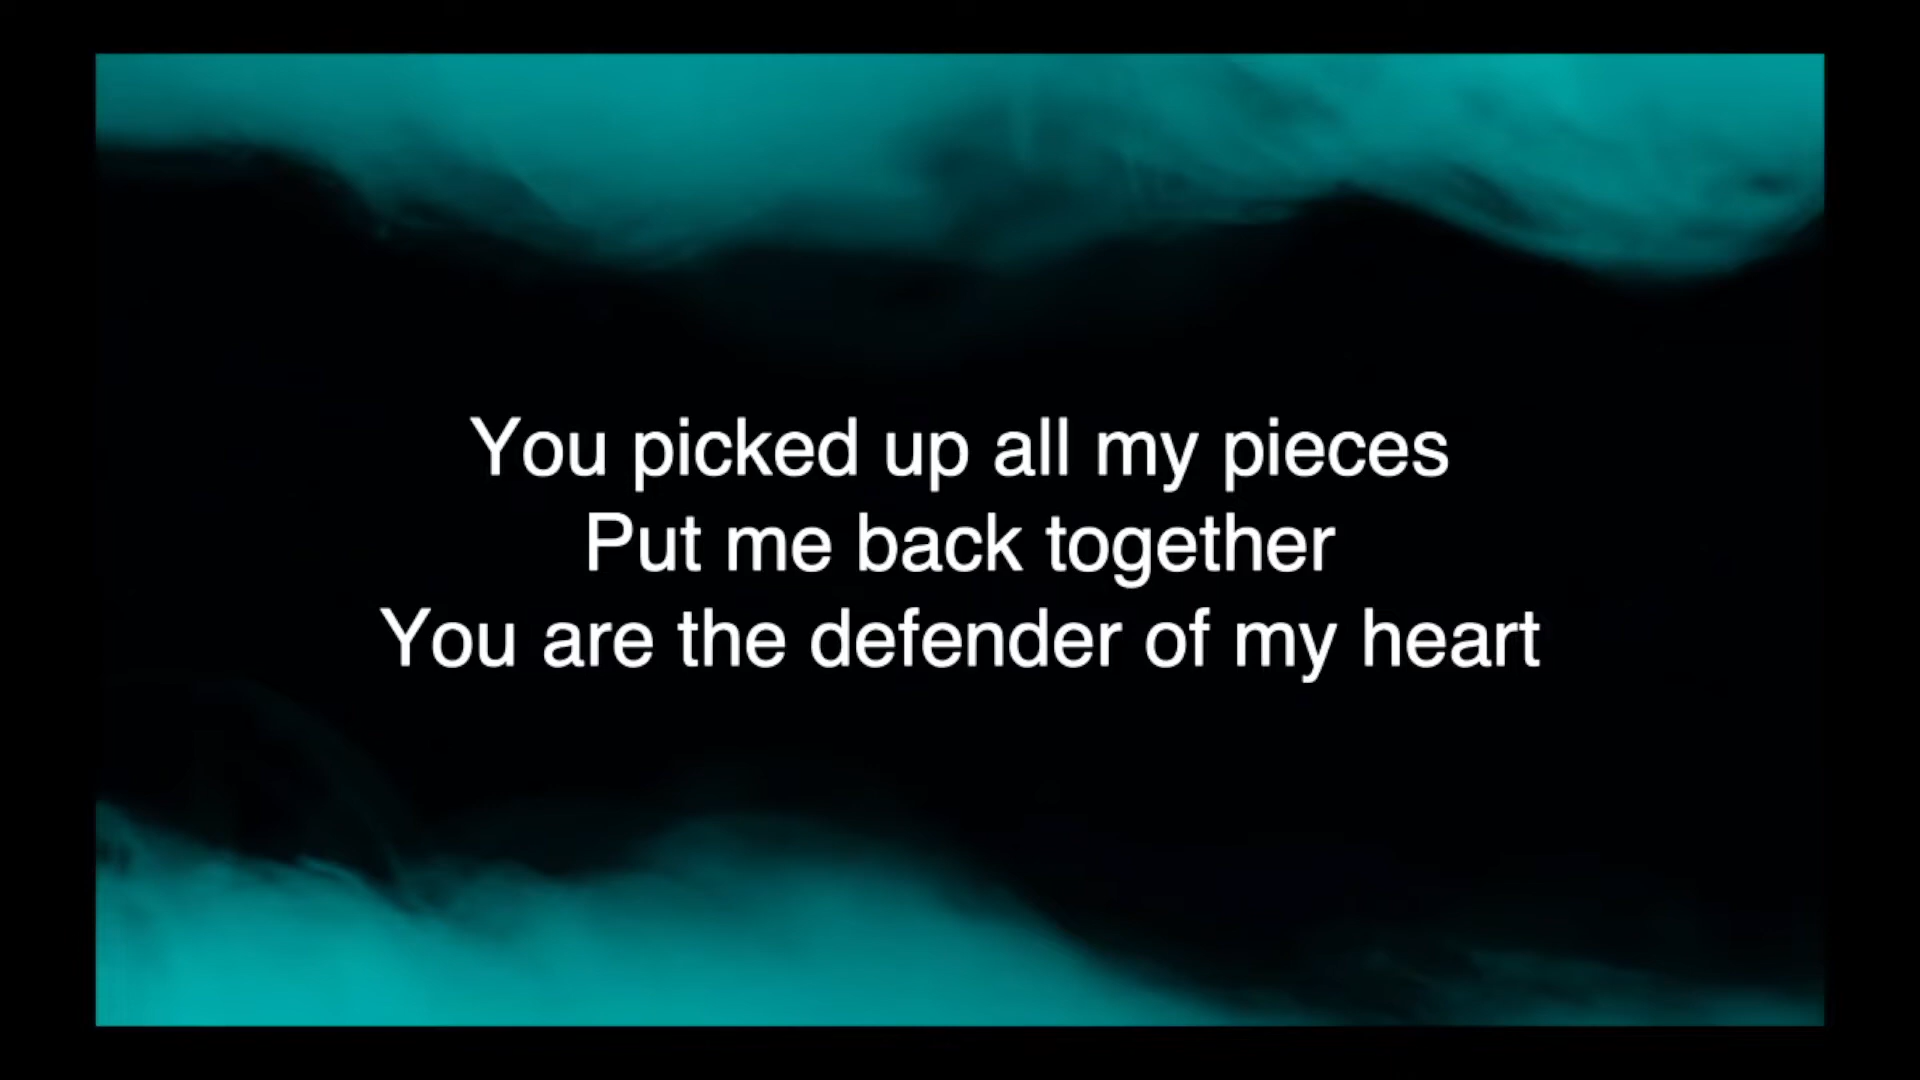 You picked up all my pieces
Put me back together
You are the defender of my heart